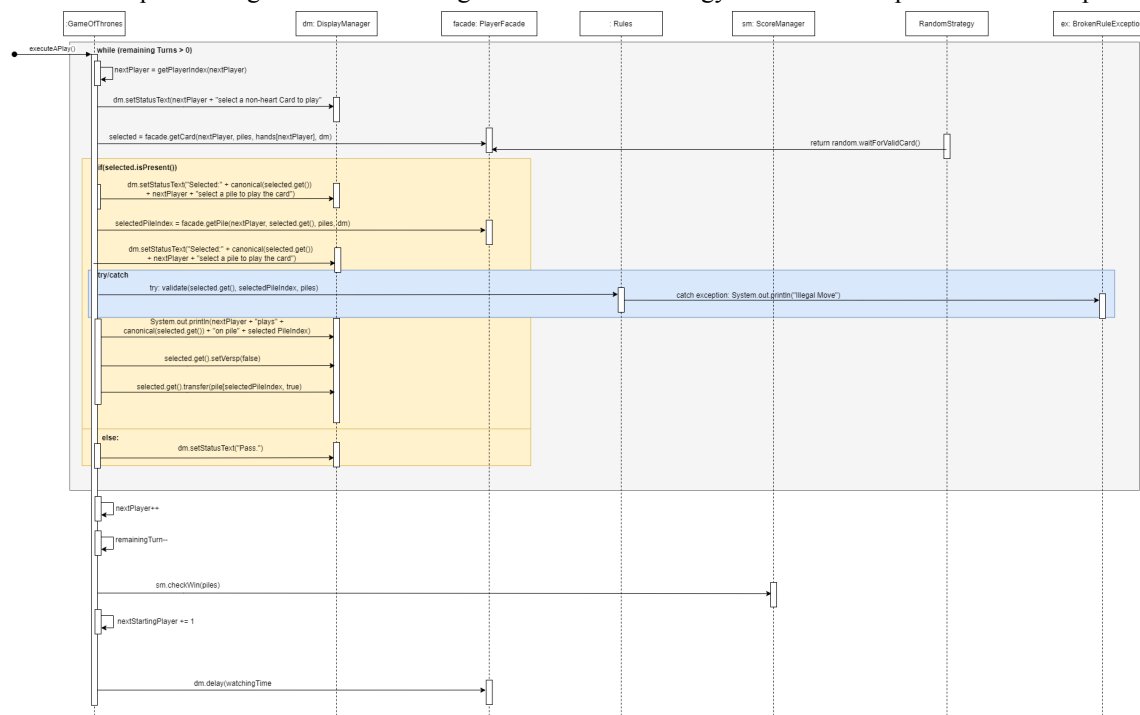 :GameOfThrones
dm: DisplayManager
facade: PlayerFacade
: Rules
sm: ScoreManager
RandomStrategy
ex: BrokenRuleException
executeAPlay()
while (remaining Turns > 0)
nextPlayer = getPlayerIndex(nextPlayer)
dm.setStatusText(nextPlayer + "select a non-heart Card to play"
selected = facade.getCard(nextPlayer, piles, hands[nextPlayer], dm)
return random.waitForValidCard()
if(selected.isPresent())
dm.setStatusText("Selected:" + canonical(selected.get())
+ nextPlayer + "select a pile to play the card")
selectedPileIndex = facade.getPile(nextPlayer, selected.get(), piles, dm)
dm.setStatusText("Selected:" + canonical(selected.get())
+ nextPlayer + "select a pile to play the card")
try/catch
try: validate(selected.get(), selectedPileIndex, piles)
catch exception: System.out.println("Illegal Move")
System.out.println(nextPlayer + "plays" +
canonical(selected.get()) + "on pile" + selected PileIndex)
selected.get().setVersp(false)
selected.get().transfer(pile[selectedPileIndex, true)
else:
dm.setStatusText("Pass.")
nextPlayer++
remainingTurn--
sm.checkWin(piles)
nextStartingPlayer += 1
dm.delay(watchingTime